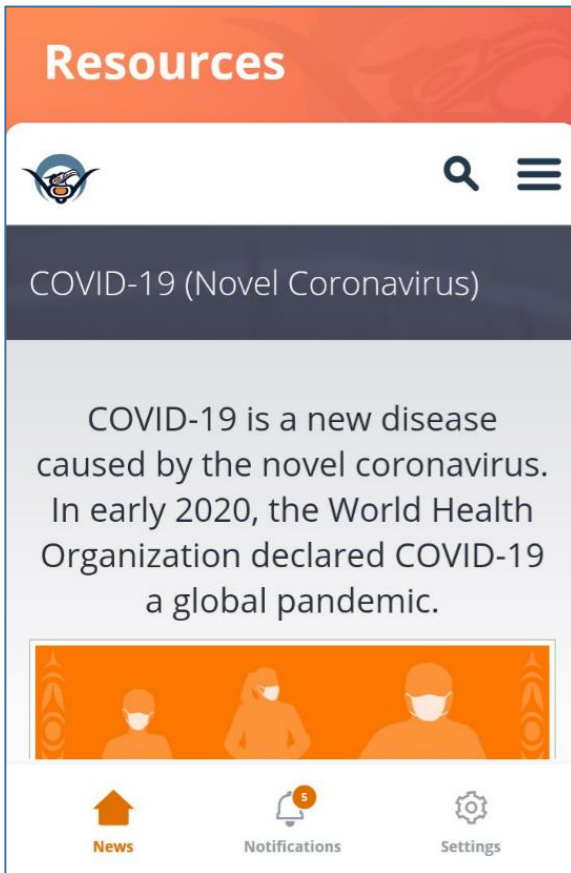 Resources
COVID-19 (Novel Coronavirus)
COVID-19 is a new disease
caused by the novel coronavirus.
In early 2020, the World Health
Organization declared COVID-19
a global pandemic.
5
News
Notifications
Settings